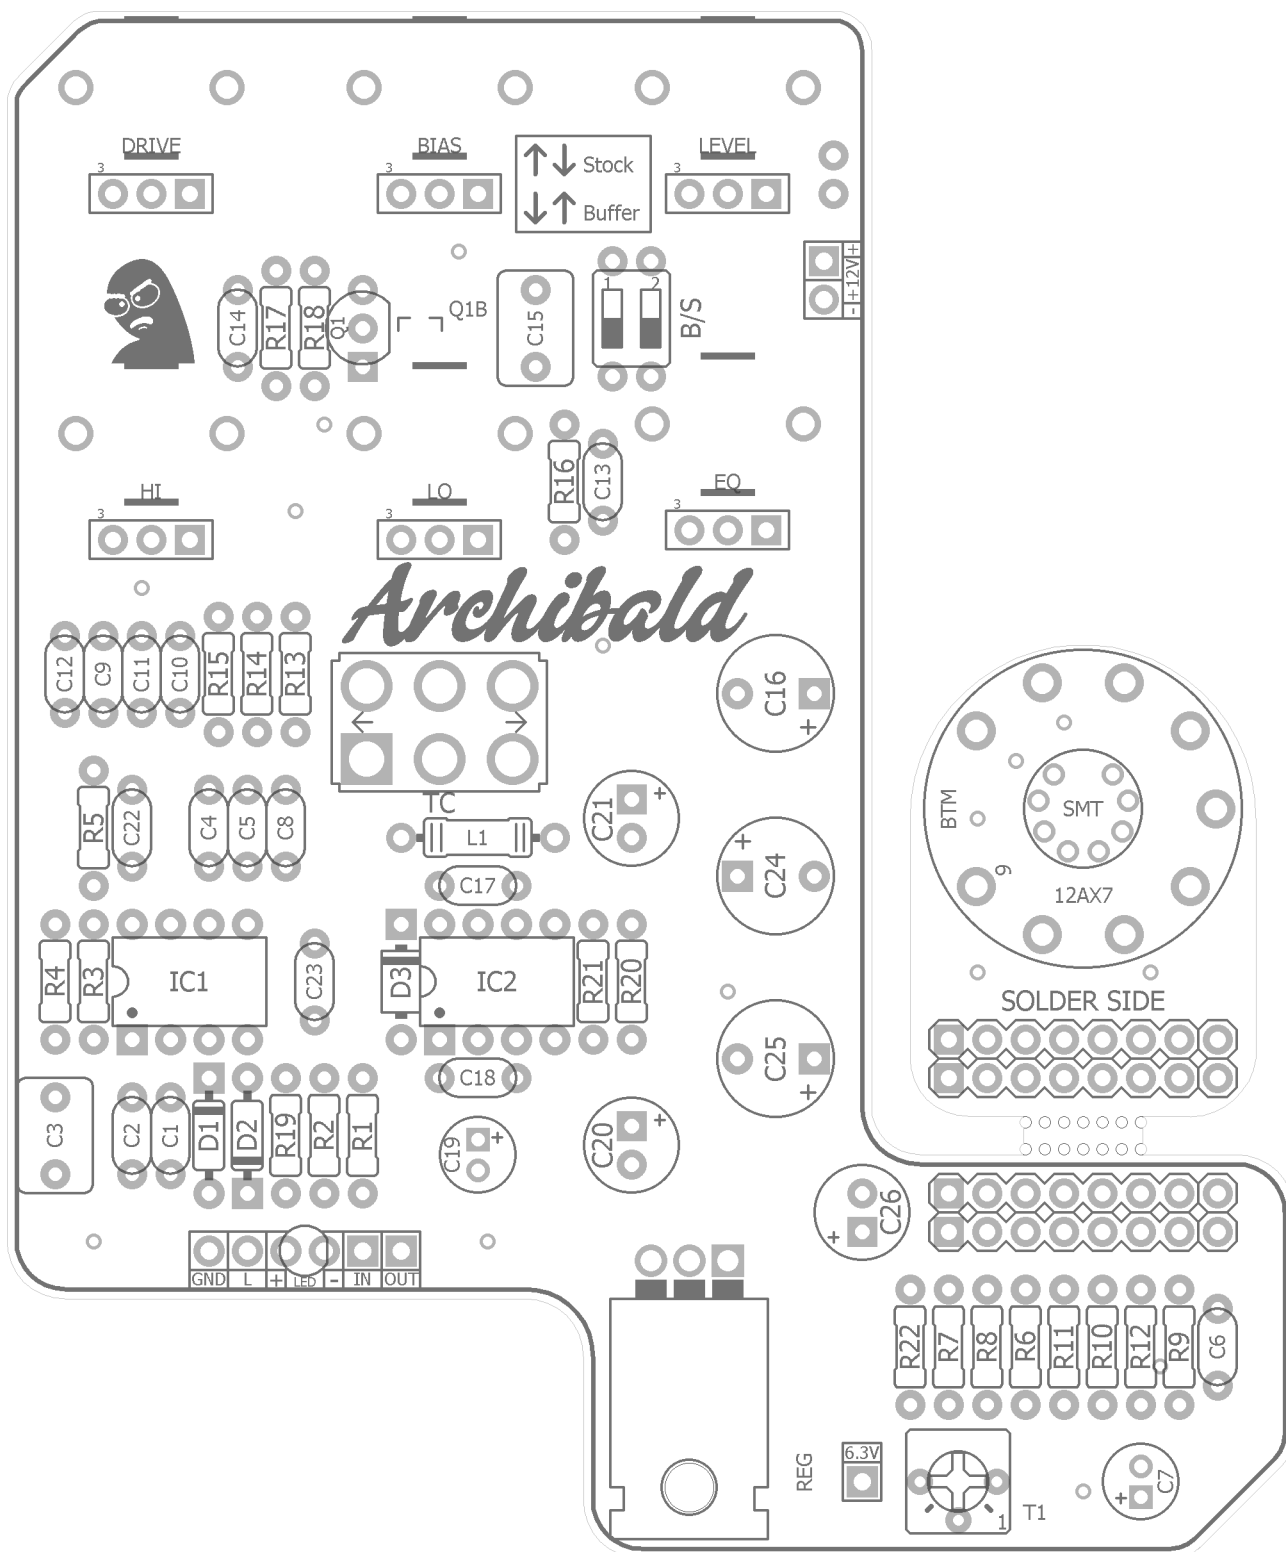 DRIVE BIAS LEVEL
3 3 3
Stock
Buffer
+ +12V -
1 2
B/S
C14 R17 R18 Q1 Q1B C15
R16 C13
HI LO EQ
3 3 3
Archibald
C12 C9 C11 C10 R15 R14 R13
C16 +
TC
R5 C22 C4 C5 C8 L1 C21 +
C17
+ C24
BTM SMT
9
12AX7
R4 R3 IC1 C23 D3 IC2 R21 R20
SOLDER SIDE
C25 +
C18
C3 C2 C1 D1 D2 R19 R2 R1 C19 + C20 +
C26 +
GND L + LED - IN OUT
R22 R7 R8 R6 R11 R10 R12 R9 C6
REG 6.3V
1 T1
+ C7